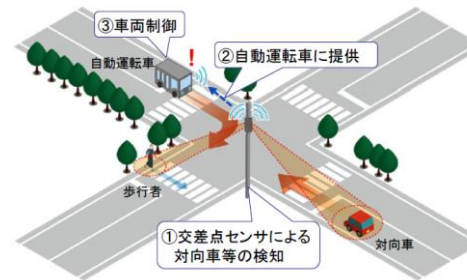 ③車両制御
自動運転車
!
②自動運転車に提供
歩行者
①交差点センサによる
対向車等の検知
対向車